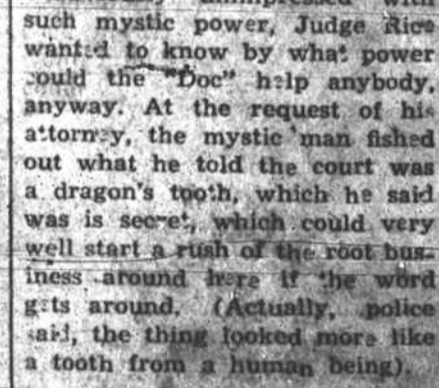 unimpressed with
such mystic power, Judge Rice
wanted to know by what power
could the "Doc" help anybody,
anyway. At the request of his
attorney, the mystic man fished
out what he told the court was
a dragon's tooth, which he said
was is secret, which could very
well start a rush of the root bus-
iness around here if the word
gets around. (Actually, police
said, the thing looked more like
a tooth from a human being).